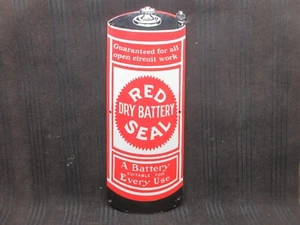 Guaranteed for all
open circuit work
RED
DRY BATTERY
SEAL
A Battery
SUITABLE FOR
Every Use